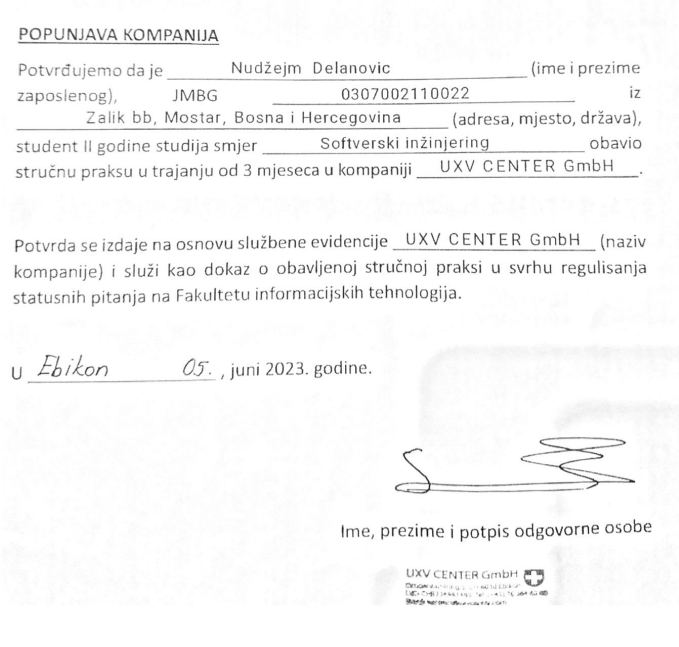 POPUNJAVA KOMPANIJA
Potvrđujemo da je Nudžejm Delanovic (ime i prezime
zaposlenog), JMBG 0307002110022 iz
Zalik bb, Mostar, Bosna i Hercegovina (adresa, mjesto, država),
student II godine studija smjer Softverski inžinjering obavio
stručnu praksu u trajanju od 3 mjeseca u kompaniji UXV CENTER GmbH.
Potvrda se izdaje na osnovu službene evidencije UXV CENTER GmbH (naziv
kompanije) i služi kao dokaz o obavljenoj stručnoj praksi u svrhu regulisanja
statusnih pitanja na Fakultetu informacijskih tehnologija.
U Ebikon 05., juni 2023. godine.
Ime, prezime i potpis odgovorne osobe
UXV CENTER GmbH